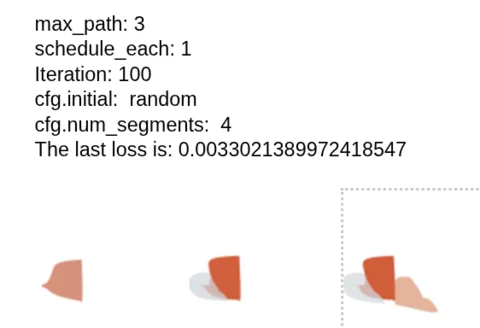 max_path: 3
schedule_each: 1
Iteration: 100
cfg.initial:  random
cfg.num_segments:  4
The last loss is: 0.0033021389972418547